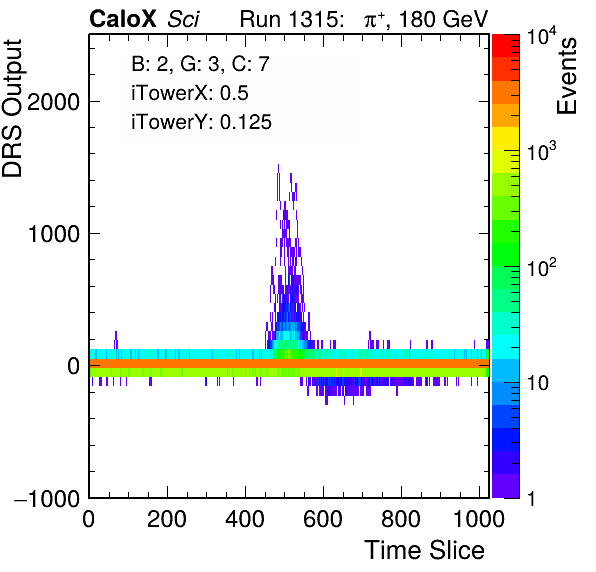 CaloX Sci Run 1315: π⁺, 180 GeV
B: 2, G: 3, C: 7
iTowerX: 0.5
iTowerY: 0.125
DRS Output
2000
1000
0
−1000
0 200 400 600 800 1000
Time Slice
Events
10⁴
10³
10²
10
1